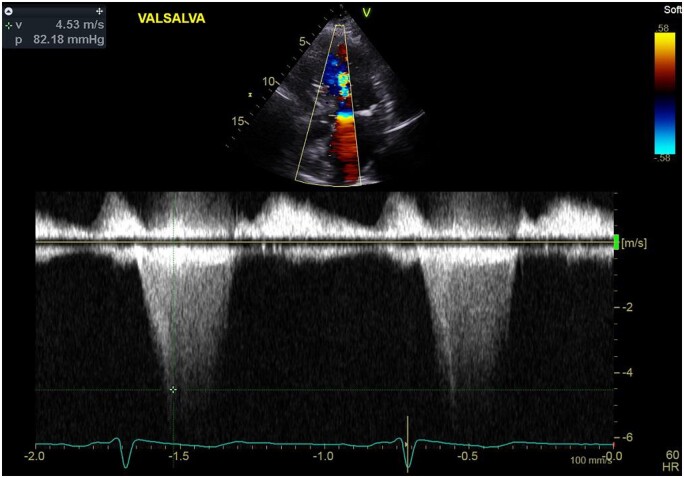 v 4.53 m/s
p 82.18 mmHg
VALSALVA
V
Soft
.58
-.58
5
10
15
[m/s]
-2
-4
-6
-2.0
-1.5
-1.0
-0.5
-0.0
100 mm/s
60
HR